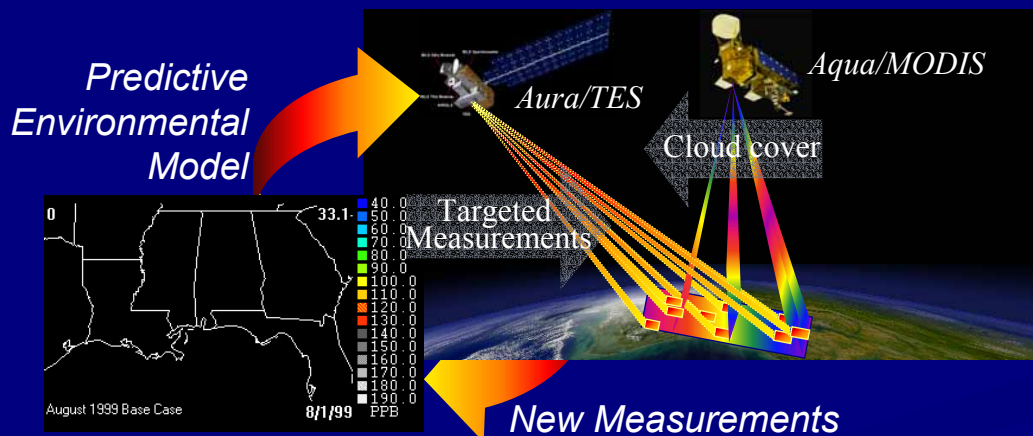 Predictive
Environmental
Model
Aura/TES
Aqua/MODIS
Cloud cover
Targeted
Measurements
0
33.1
40.0
50.0
60.0
70.0
80.0
90.0
100.0
110.0
120.0
130.0
140.0
150.0
160.0
170.0
180.0
190.0
PPB
August 1999 Base Case
8/1/99
New Measurements